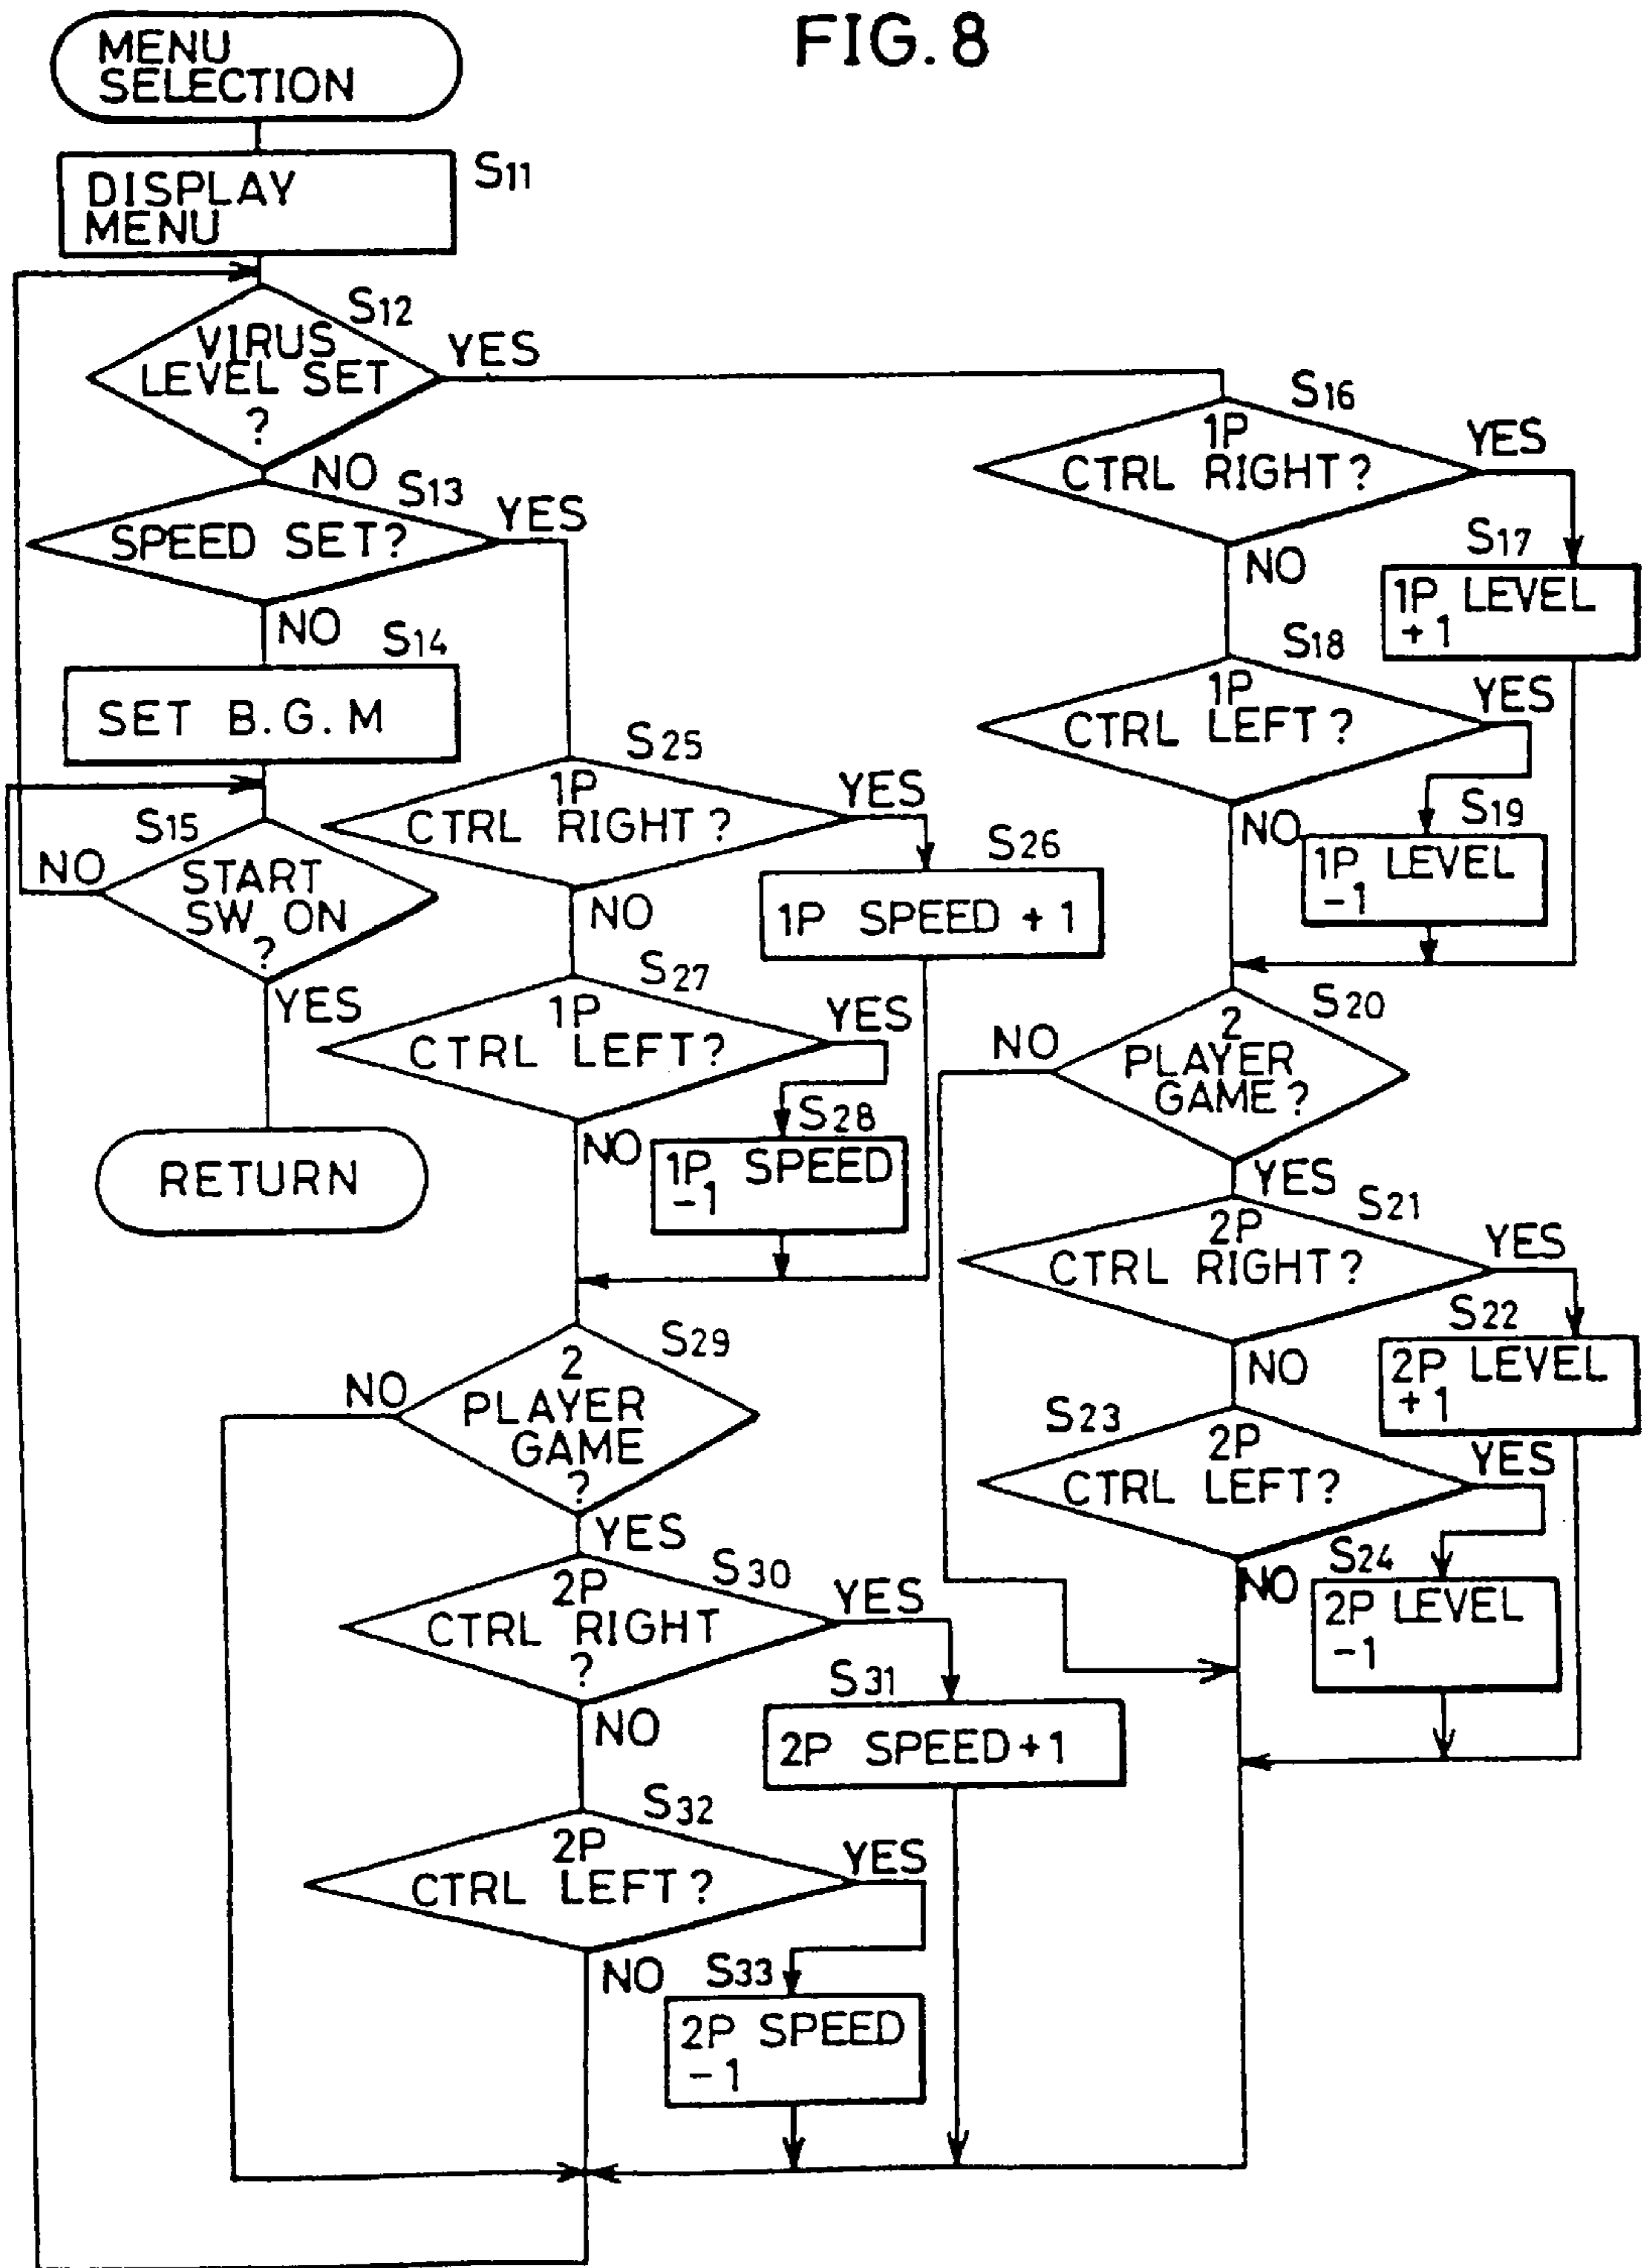 FIG. 8
MENU
SELECTION
DISPLAY
MENU
S11
S12
VIRUS
LEVEL SET
?
YES
NO
S13
SPEED SET?
YES
NO
S14
SET B.G.M
S15
START
SW ON
?
NO
YES
RETURN
S16
1P
CTRL RIGHT?
YES
NO
S17
1P LEVEL
+1
S18
1P
CTRL LEFT?
YES
NO
S19
1P LEVEL
-1
S20
2
PLAYER
GAME?
NO
YES
S21
2P
CTRL RIGHT?
YES
NO
S22
2P LEVEL
+1
S23
2P
CTRL LEFT?
YES
NO
S24
2P LEVEL
-1
S25
1P
CTRL RIGHT?
YES
NO
S26
1P SPEED +1
S27
1P
CTRL LEFT?
YES
NO
S28
1P SPEED
-1
S29
2
PLAYER
GAME
?
NO
YES
S30
2P
CTRL RIGHT
?
YES
NO
S31
2P SPEED+1
S32
2P
CTRL LEFT?
YES
NO
S33
2P SPEED
-1